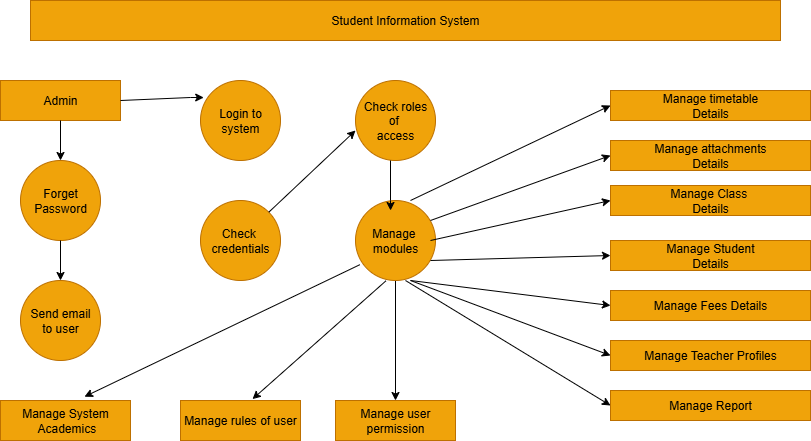 Student Information System
Admin
Login to
system
Check roles
of
access
Manage timetable
Details
Manage attachments
Details
Forget
Password
Manage Class
Details
Check
credentials
Manage
modules
Manage Student
Details
Send email
to user
Manage Fees Details
Manage Teacher Profiles
Manage System
Academics
Manage rules of user
Manage user
permission
Manage Report